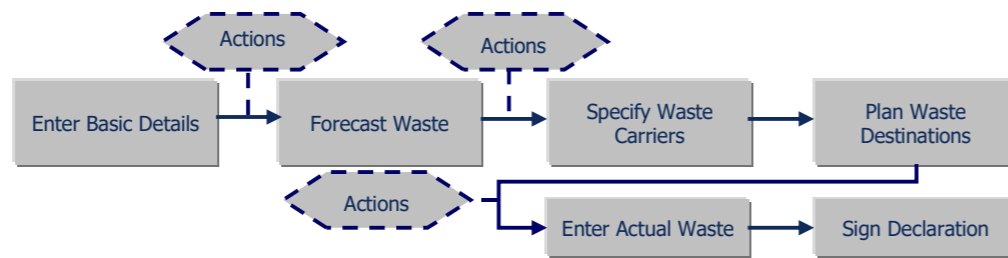 Actions
Actions
Enter Basic Details
Forecast Waste
Specify Waste
Carriers
Plan Waste
Destinations
Actions
Enter Actual Waste
Sign Declaration